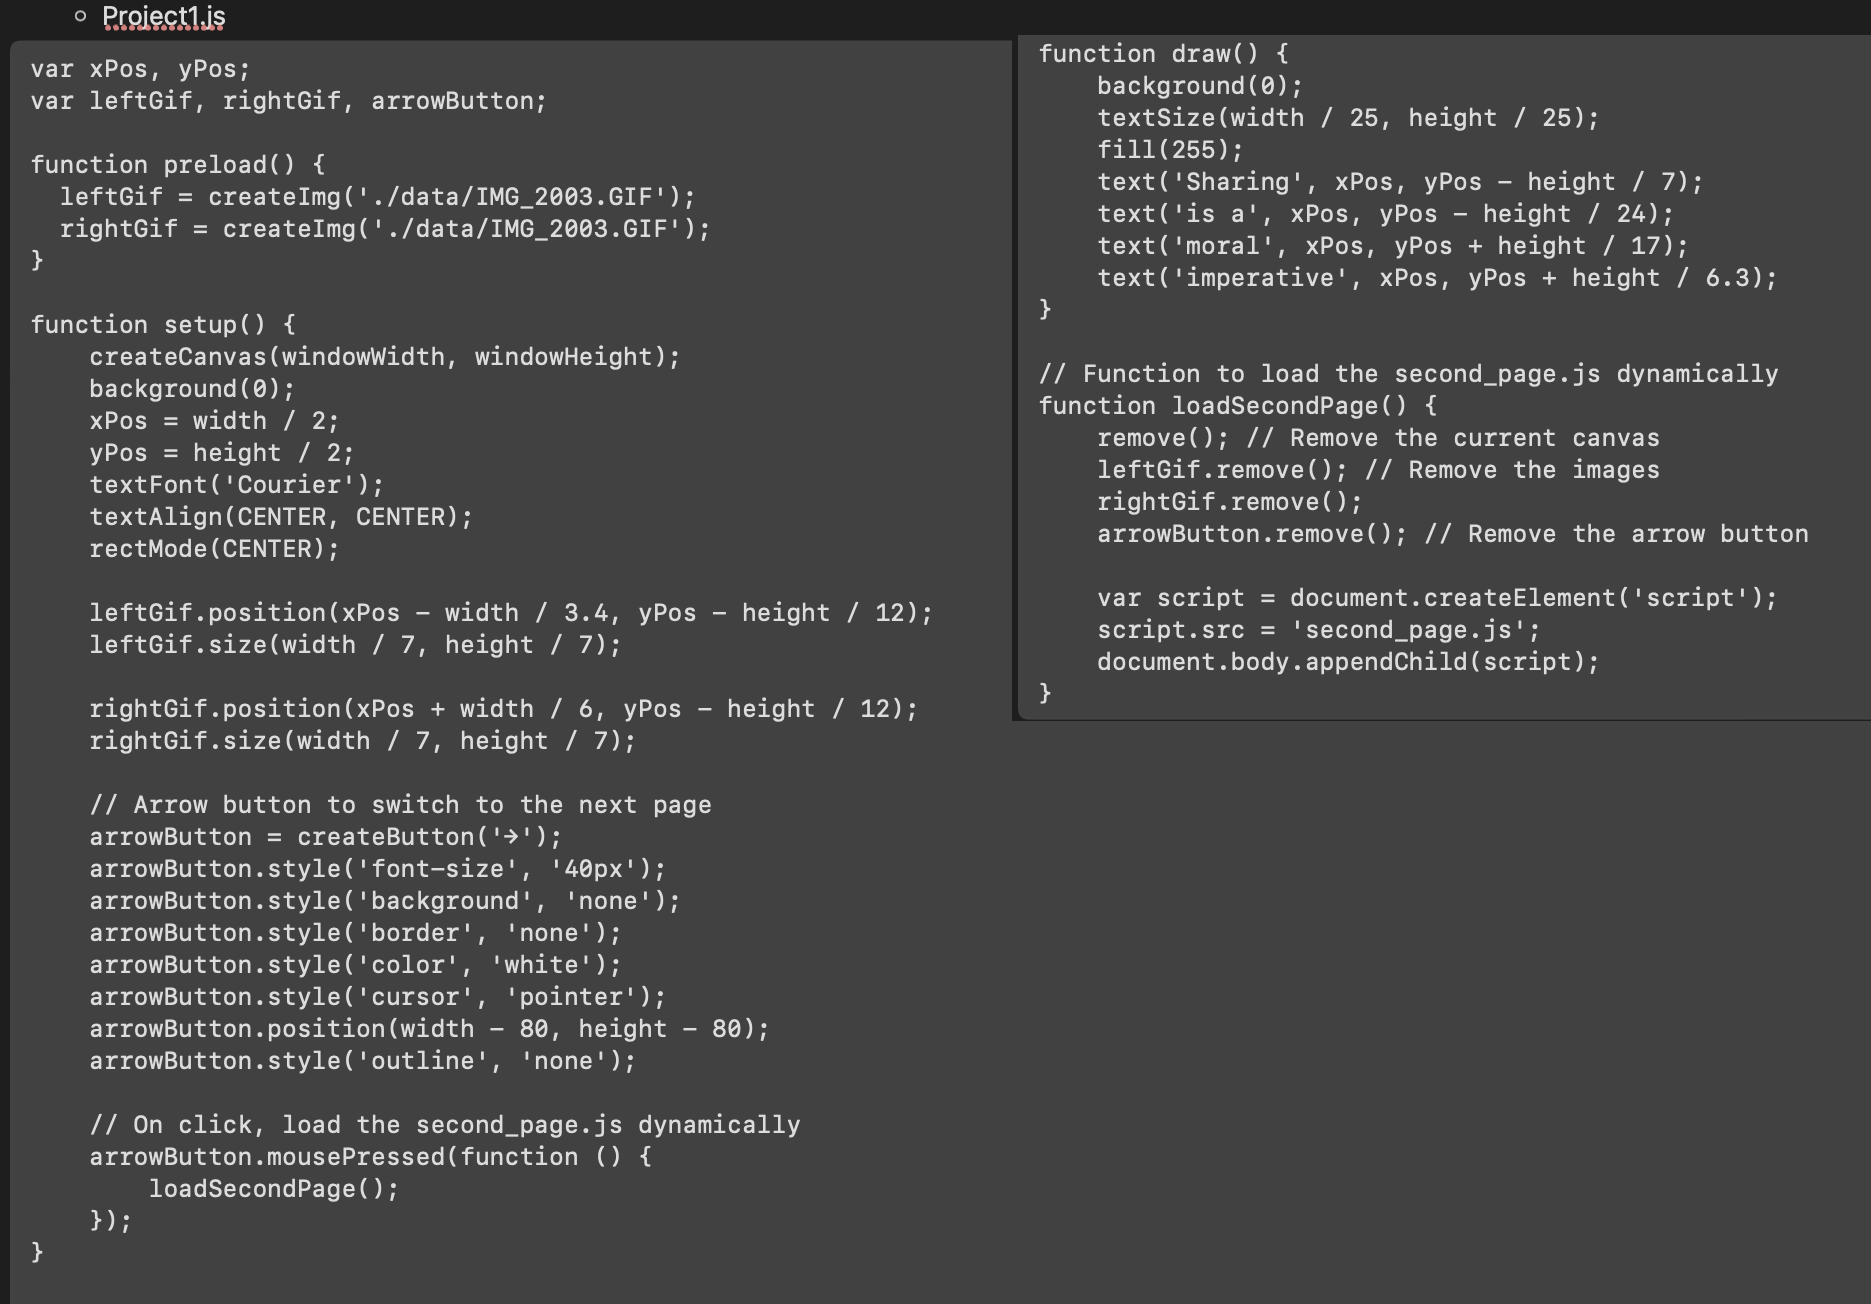 Project1.js
var xPos, yPos;
var leftGif, rightGif, arrowButton;

function preload() {
  leftGif = createImg('./data/IMG_2003.GIF');
  rightGif = createImg('./data/IMG_2003.GIF');
}

function setup() {
    createCanvas(windowWidth, windowHeight);
    background(0);
    xPos = width / 2;
    yPos = height / 2;
    textFont('Courier');
    textAlign(CENTER, CENTER);
    rectMode(CENTER);

    leftGif.position(xPos - width / 3.4, yPos - height / 12);
    leftGif.size(width / 7, height / 7);

    rightGif.position(xPos + width / 6, yPos - height / 12);
    rightGif.size(width / 7, height / 7);

    // Arrow button to switch to the next page
    arrowButton = createButton('→');
    arrowButton.style('font-size', '40px');
    arrowButton.style('background', 'none');
    arrowButton.style('border', 'none');
    arrowButton.style('color', 'white');
    arrowButton.style('cursor', 'pointer');
    arrowButton.position(width - 80, height - 80);
    arrowButton.style('outline', 'none');

    // On click, load the second_page.js dynamically
    arrowButton.mousePressed(function () {
        loadSecondPage();
    });
}

function draw() {
    background(0);
    textSize(width / 25, height / 25);
    fill(255);
    text('Sharing', xPos, yPos - height / 7);
    text('is a', xPos, yPos - height / 24);
    text('moral', xPos, yPos + height / 17);
    text('imperative', xPos, yPos + height / 6.3);
}

// Function to load the second_page.js dynamically
function loadSecondPage() {
    remove(); // Remove the current canvas
    leftGif.remove(); // Remove the images
    rightGif.remove();
    arrowButton.remove(); // Remove the arrow button

    var script = document.createElement('script');
    script.src = 'second_page.js';
    document.body.appendChild(script);
}